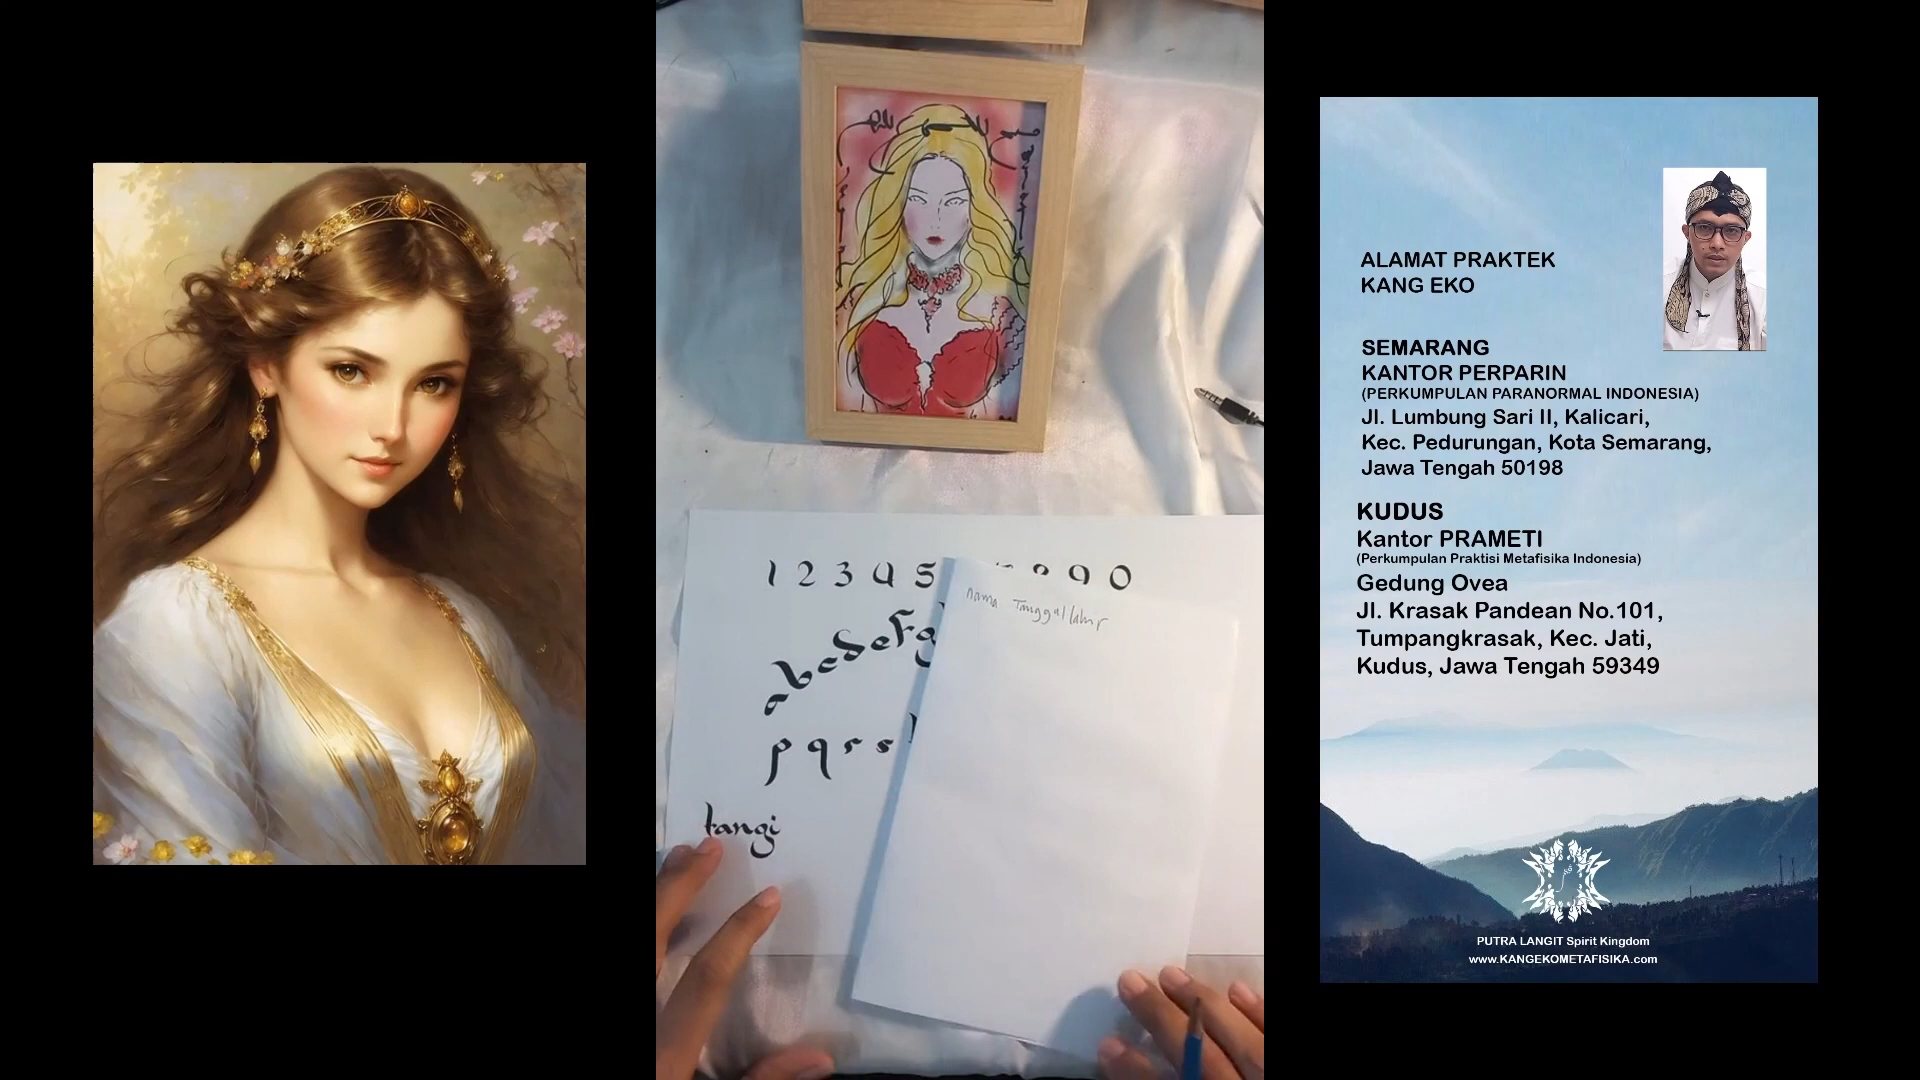 1 2 3 4 5 9 0
a b c d e f g
p q r s
tangi
nama Tanggal lahir
ALAMAT PRAKTEK
KANG EKO
SEMARANG
KANTOR PERPARIN
(PERKUMPULAN PARANORMAL INDONESIA)
Jl. Lumbung Sari II, Kalicari,
Kec. Pedurungan, Kota Semarang,
Jawa Tengah 50198
KUDUS
Kantor PRAMETI
(Perkumpulan Praktisi Metafisika Indonesia)
Gedung Ovea
Jl. Krasak Pandean No.101,
Tumpangkrasak, Kec. Jati,
Kudus, Jawa Tengah 59349
PUTRA LANGIT Spirit Kingdom
www.KANGEKOMETAFISIKA.com